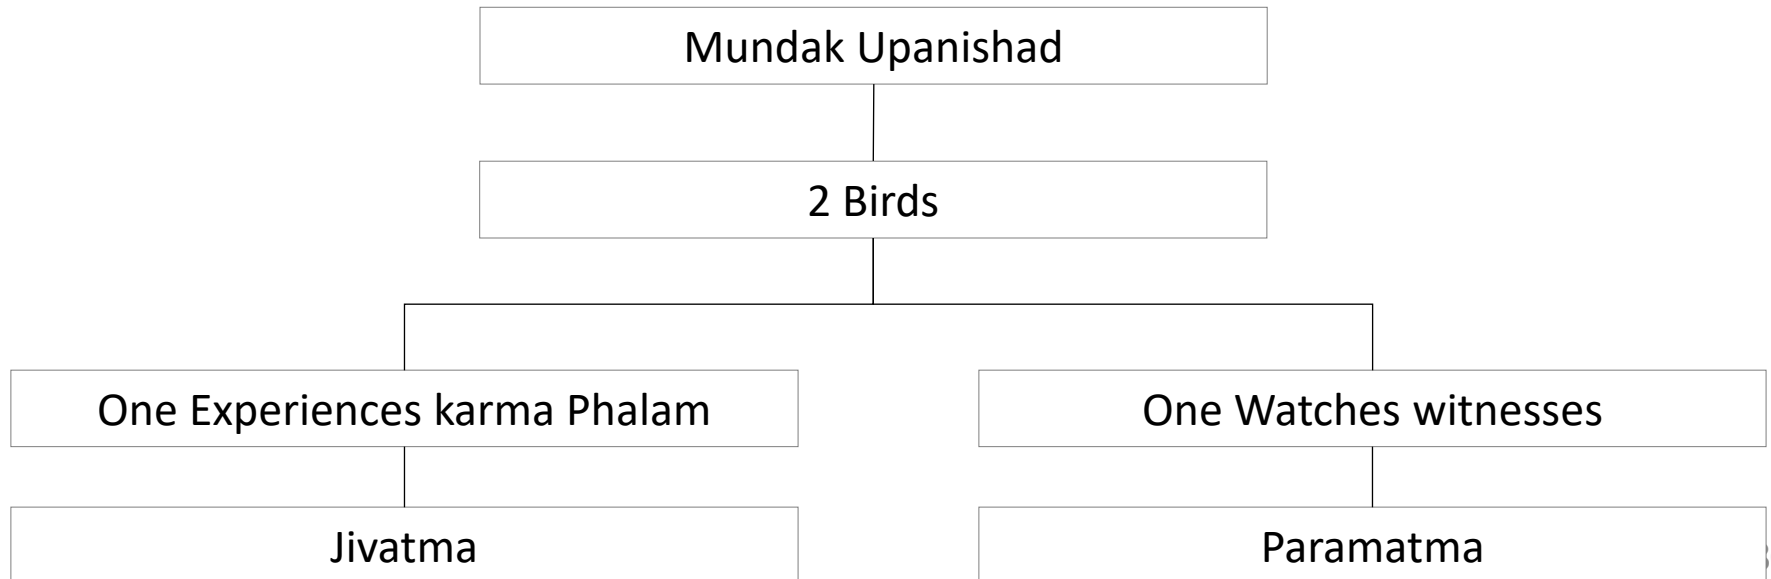 Mundak Upanishad
2 Birds
One Experiences karma Phalam
One Watches witnesses
Jivatma
Paramatma